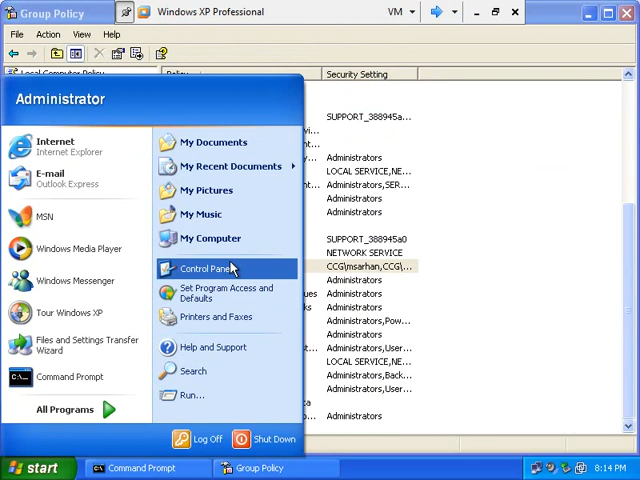 Group Policy
Windows XP Professional
VM
File Action View Help
Local Computer Policy
Policy
Security Setting
Administrator
Internet
Internet Explorer
E-mail
Outlook Express
MSN
Windows Media Player
Windows Messenger
Tour Windows XP
Files and Settings Transfer
Wizard
Command Prompt
All Programs
My Documents
My Recent Documents
My Pictures
My Music
My Computer
Control Panel
Set Program Access and
Defaults
Printers and Faxes
Help and Support
Search
Run...
Log Off
Shut Down
SUPPORT_388945a...
Administrators
LOCAL SERVICE,NE...
Administrators,SER...
Administrators
Administrators
SUPPORT_388945a0
NETWORK SERVICE
CCG\msarhan,CCG\...
Administrators
Administrators
Administrators
Administrators,Pow...
Administrators
Administrators,User...
LOCAL SERVICE,NE...
Administrators,Back...
Administrators,User...
Administrators
start
Command Prompt
Group Policy
8:14 PM